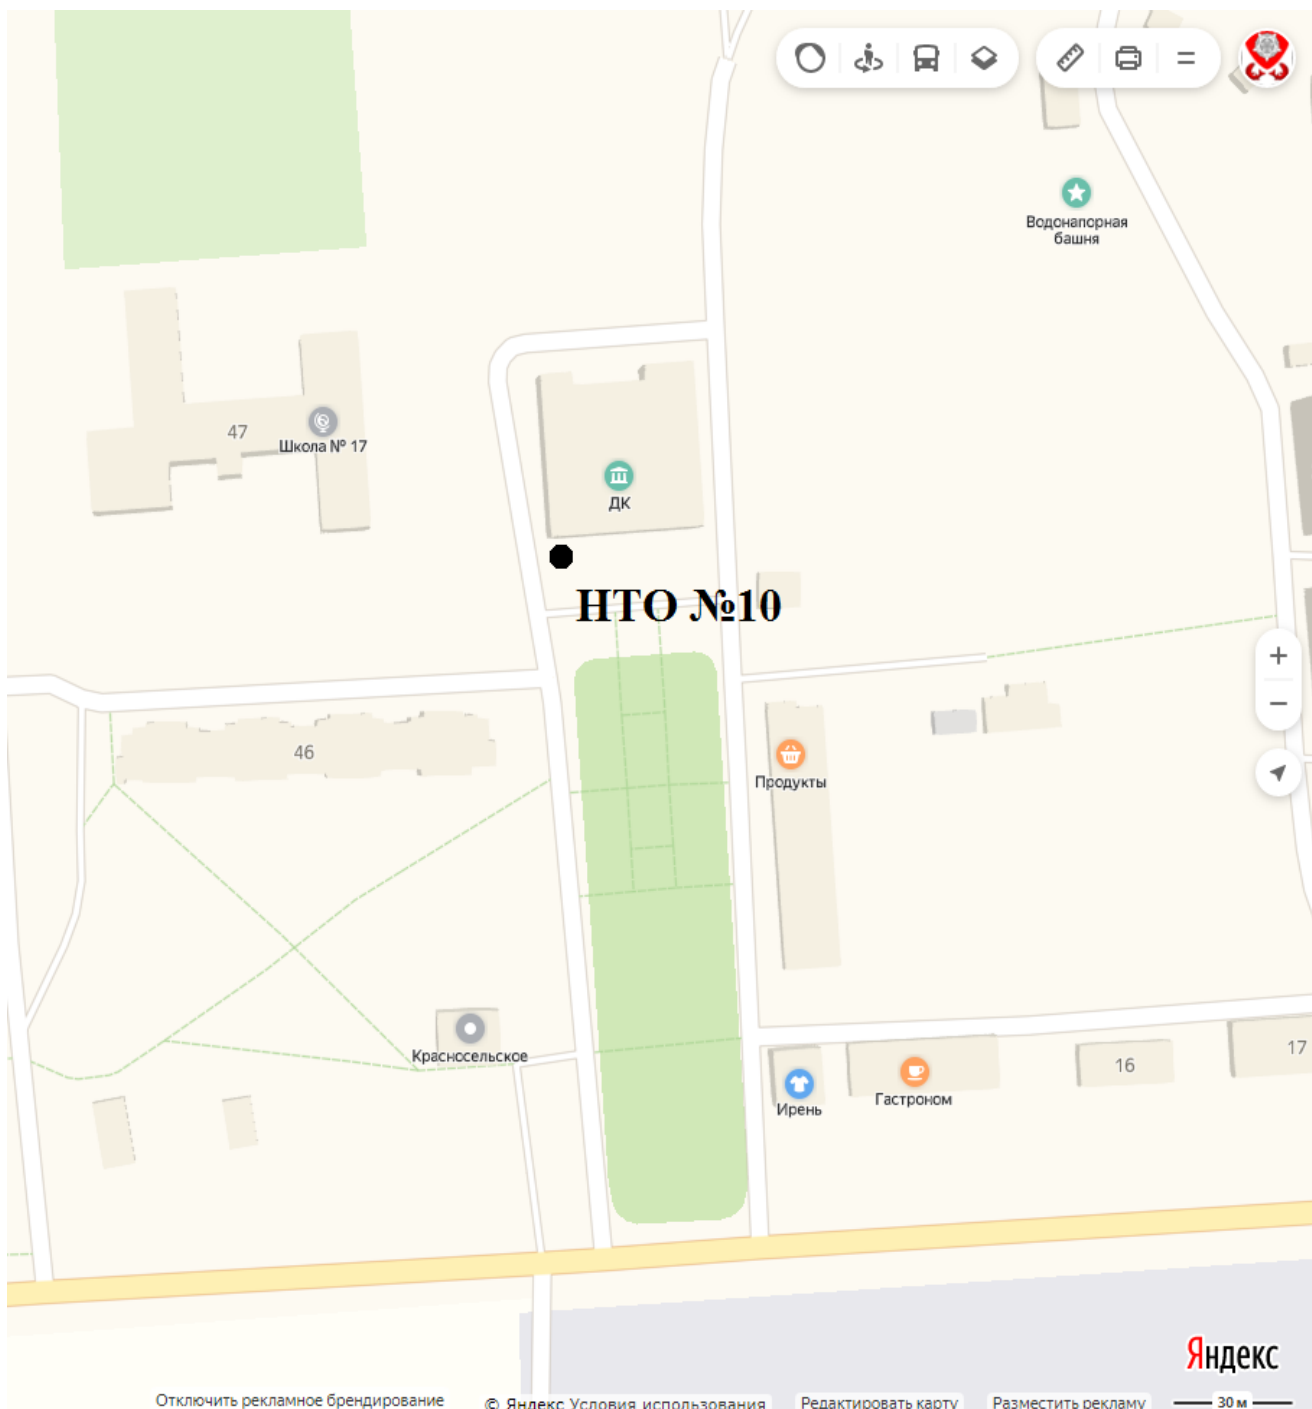 Водонапорная
башня
47
Школа № 17
ДК
НТО №10
46
Продукты
Красносельское
Ирень
Гастроном
16
17
Яндекс
Отключить рекламное брендирование
© Яндекс Условия использования
Редактировать карту
Разместить рекламу
30 м